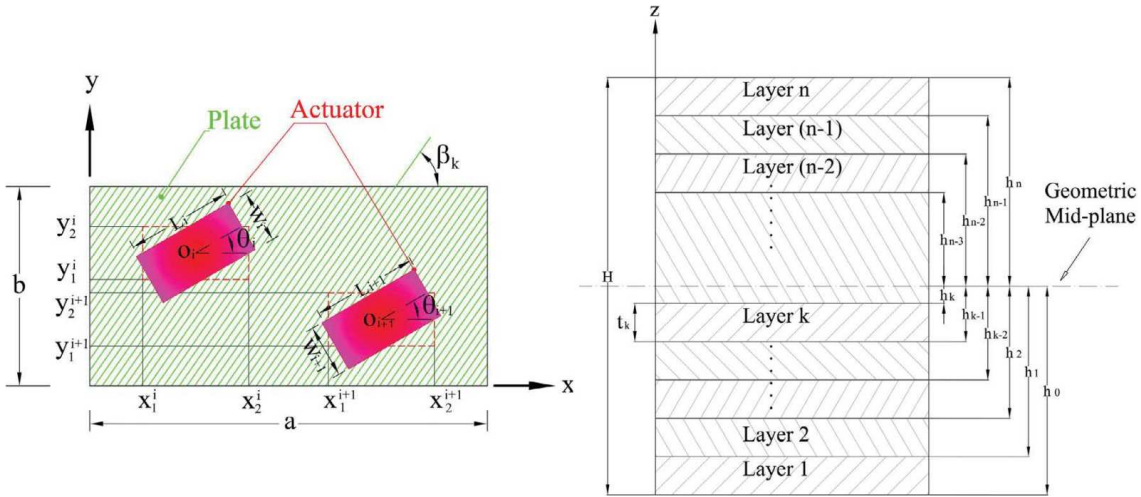 y
Plate
Actuator
β_k
L_i
W_i
y_2^i
O_i
θ_i
y_1^i
b
y_2^{i+1}
L_{i+1}
O_{i+1}
θ_{i+1}
y_1^{i+1}
W_{i+1}
x
x_1^i
x_2^i
x_1^{i+1}
x_2^{i+1}
a
z
Layer n
Layer (n-1)
Layer (n-2)
h_n
h_{n-1}
h_{n-2}
h_{n-3}
Geometric
Mid-plane
H
h_k
t_k
Layer k
h_{k-1}
h_{k-2}
h_2
h_1
h_0
Layer 2
Layer 1